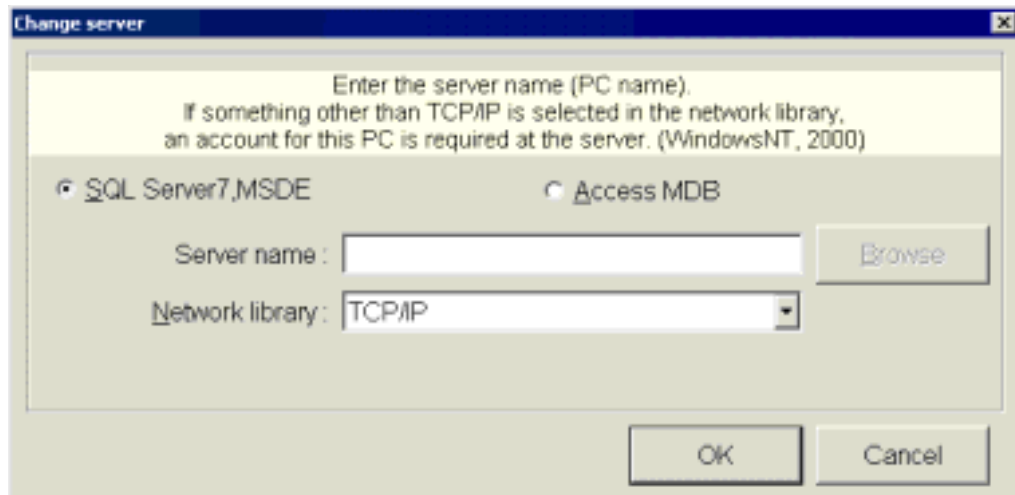 Change server
Enter the server name (PC name).
If something other than TCP/IP is selected in the network library,
an account for this PC is required at the server. (WindowsNT, 2000)
SQL Server7,MSDE
Access MDB
Server name :
Browse
Network library :
TCP/IP
OK
Cancel